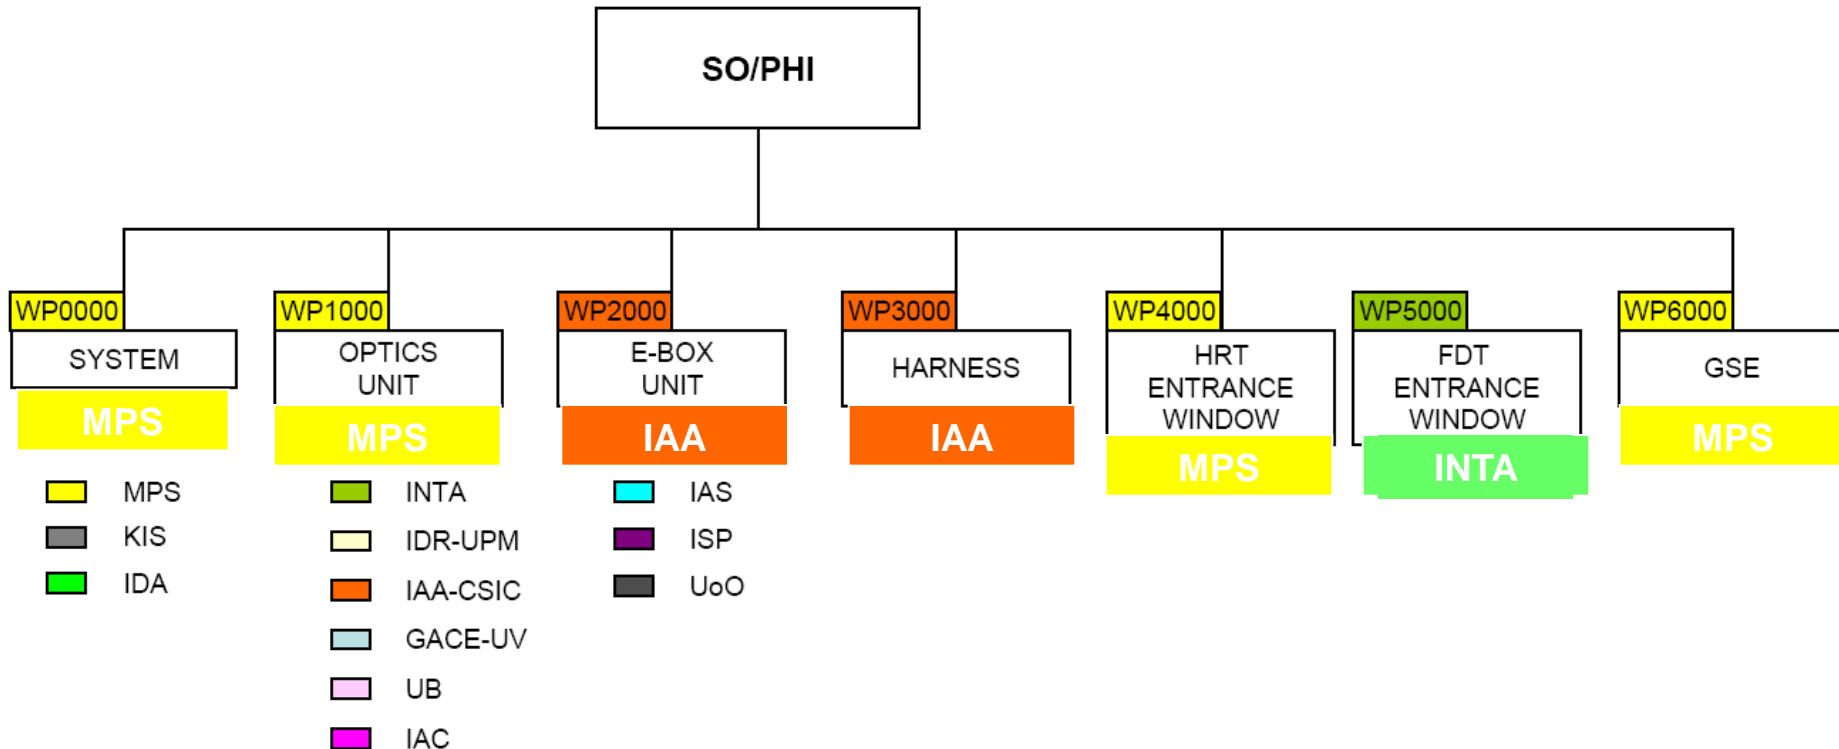 SO/PHI
WP0000
SYSTEM
MPS
WP1000
OPTICS
UNIT
MPS
WP2000
E-BOX
UNIT
IAA
WP3000
HARNESS
IAA
WP4000
HRT
ENTRANCE
WINDOW
MPS
WP5000
FDT
ENTRANCE
WINDOW
INTA
WP6000
GSE
MPS
MPS
KIS
IDA
INTA
IDR-UPM
IAA-CSIC
GACE-UV
UB
IAC
IAS
ISP
UoO